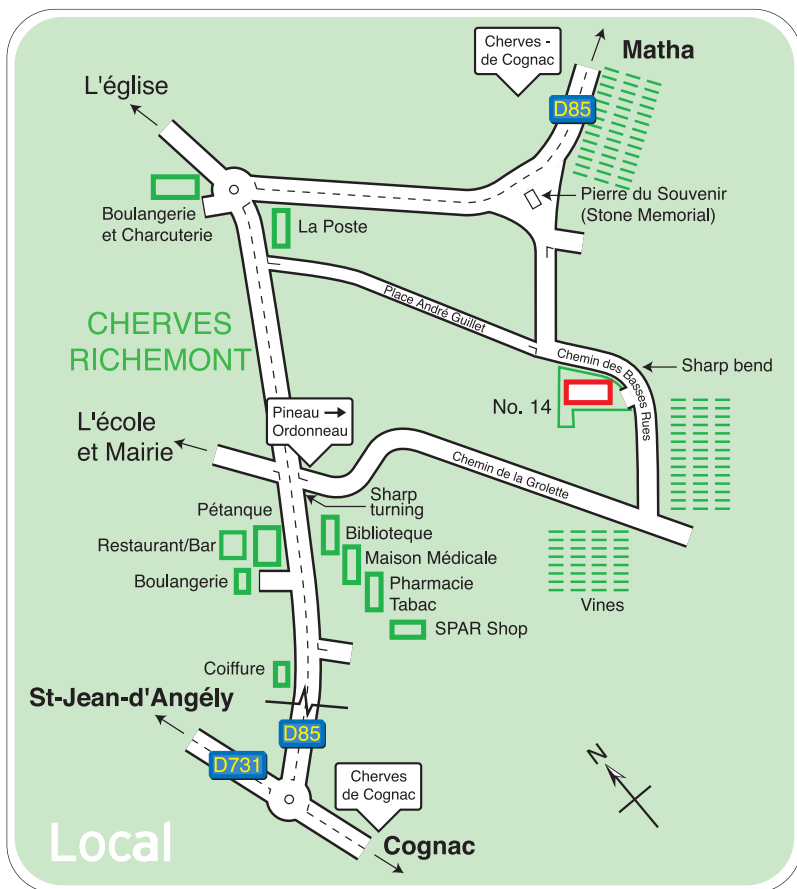 Cherves -
de Cognac
Matha
L'église
D85
Pierre du Souvenir
(Stone Memorial)
Boulangerie
et Charcuterie
La Poste
Place André Guillet
CHERVES
RICHEMONT
Chemin des Basses Rues
Sharp bend
No. 14
Pineau
Ordonneau
L'école
et Mairie
Chemin de la Grolette
Sharp
turning
Pétanque
Biblioteque
Restaurant/Bar
Maison Médicale
Boulangerie
Pharmacie
Tabac
Vines
SPAR Shop
Coiffure
St-Jean-d'Angély
D85
D731
N
Cherves
de Cognac
Local
Cognac